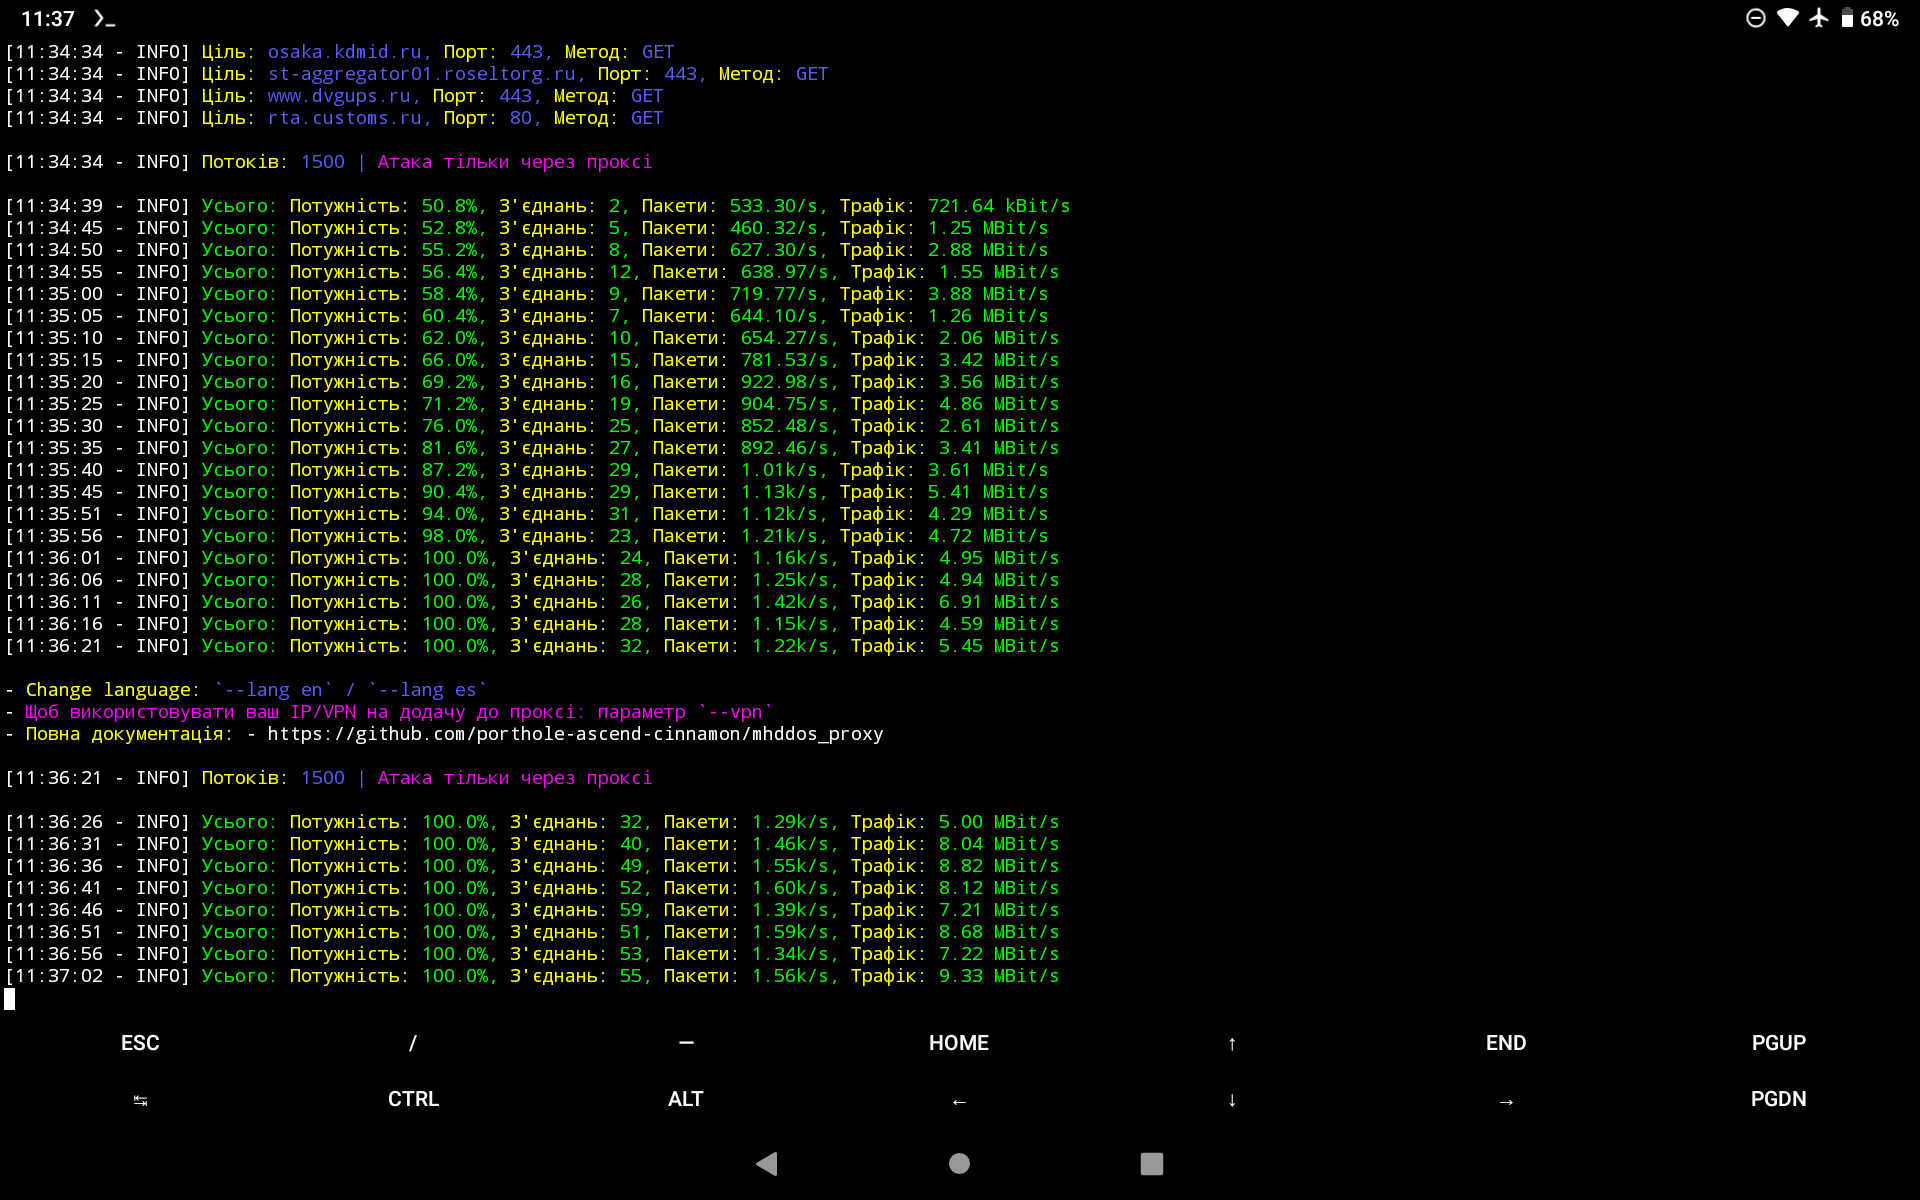 11:37
68%
[11:34:34 - INFO] Ціль: osaka.kdmid.ru, Порт: 443, Метод: GET
[11:34:34 - INFO] Ціль: st-aggregator01.roseltorg.ru, Порт: 443, Метод: GET
[11:34:34 - INFO] Ціль: www.dvgups.ru, Порт: 443, Метод: GET
[11:34:34 - INFO] Ціль: rta.customs.ru, Порт: 80, Метод: GET
[11:34:34 - INFO] Потоків: 1500 | Атака тільки через проксі
[11:34:39 - INFO] Усього: Потужність: 50.8%, З'єднань: 2, Пакети: 533.30/s, Трафік: 721.64 kBit/s
[11:34:45 - INFO] Усього: Потужність: 52.8%, З'єднань: 5, Пакети: 460.32/s, Трафік: 1.25 MBit/s
[11:34:50 - INFO] Усього: Потужність: 55.2%, З'єднань: 8, Пакети: 627.30/s, Трафік: 2.88 MBit/s
[11:34:55 - INFO] Усього: Потужність: 56.4%, З'єднань: 12, Пакети: 638.97/s, Трафік: 1.55 MBit/s
[11:35:00 - INFO] Усього: Потужність: 58.4%, З'єднань: 9, Пакети: 719.77/s, Трафік: 3.88 MBit/s
[11:35:05 - INFO] Усього: Потужність: 60.4%, З'єднань: 7, Пакети: 644.10/s, Трафік: 1.26 MBit/s
[11:35:10 - INFO] Усього: Потужність: 62.0%, З'єднань: 10, Пакети: 654.27/s, Трафік: 2.06 MBit/s
[11:35:15 - INFO] Усього: Потужність: 66.0%, З'єднань: 15, Пакети: 781.53/s, Трафік: 3.42 MBit/s
[11:35:20 - INFO] Усього: Потужність: 69.2%, З'єднань: 16, Пакети: 922.98/s, Трафік: 3.56 MBit/s
[11:35:25 - INFO] Усього: Потужність: 71.2%, З'єднань: 19, Пакети: 904.75/s, Трафік: 4.86 MBit/s
[11:35:30 - INFO] Усього: Потужність: 76.0%, З'єднань: 25, Пакети: 852.48/s, Трафік: 2.61 MBit/s
[11:35:35 - INFO] Усього: Потужність: 81.6%, З'єднань: 27, Пакети: 892.46/s, Трафік: 3.41 MBit/s
[11:35:40 - INFO] Усього: Потужність: 87.2%, З'єднань: 29, Пакети: 1.01k/s, Трафік: 3.61 MBit/s
[11:35:45 - INFO] Усього: Потужність: 90.4%, З'єднань: 29, Пакети: 1.13k/s, Трафік: 5.41 MBit/s
[11:35:51 - INFO] Усього: Потужність: 94.0%, З'єднань: 31, Пакети: 1.12k/s, Трафік: 4.29 MBit/s
[11:35:56 - INFO] Усього: Потужність: 98.0%, З'єднань: 23, Пакети: 1.21k/s, Трафік: 4.72 MBit/s
[11:36:01 - INFO] Усього: Потужність: 100.0%, З'єднань: 24, Пакети: 1.16k/s, Трафік: 4.95 MBit/s
[11:36:06 - INFO] Усього: Потужність: 100.0%, З'єднань: 28, Пакети: 1.25k/s, Трафік: 4.94 MBit/s
[11:36:11 - INFO] Усього: Потужність: 100.0%, З'єднань: 26, Пакети: 1.42k/s, Трафік: 6.91 MBit/s
[11:36:16 - INFO] Усього: Потужність: 100.0%, З'єднань: 28, Пакети: 1.15k/s, Трафік: 4.59 MBit/s
[11:36:21 - INFO] Усього: Потужність: 100.0%, З'єднань: 32, Пакети: 1.22k/s, Трафік: 5.45 MBit/s
- Change language: `--lang en` / `--lang es`
- Щоб використовувати ваш IP/VPN на додачу до проксі: параметр `--vpn`
- Повна документація: - https://github.com/porthole-ascend-cinnamon/mhddos_proxy
[11:36:21 - INFO] Потоків: 1500 | Атака тільки через проксі
[11:36:26 - INFO] Усього: Потужність: 100.0%, З'єднань: 32, Пакети: 1.29k/s, Трафік: 5.00 MBit/s
[11:36:31 - INFO] Усього: Потужність: 100.0%, З'єднань: 40, Пакети: 1.46k/s, Трафік: 8.04 MBit/s
[11:36:36 - INFO] Усього: Потужність: 100.0%, З'єднань: 49, Пакети: 1.55k/s, Трафік: 8.82 MBit/s
[11:36:41 - INFO] Усього: Потужність: 100.0%, З'єднань: 52, Пакети: 1.60k/s, Трафік: 8.12 MBit/s
[11:36:46 - INFO] Усього: Потужність: 100.0%, З'єднань: 59, Пакети: 1.39k/s, Трафік: 7.21 MBit/s
[11:36:51 - INFO] Усього: Потужність: 100.0%, З'єднань: 51, Пакети: 1.59k/s, Трафік: 8.68 MBit/s
[11:36:56 - INFO] Усього: Потужність: 100.0%, З'єднань: 53, Пакети: 1.34k/s, Трафік: 7.22 MBit/s
[11:37:02 - INFO] Усього: Потужність: 100.0%, З'єднань: 55, Пакети: 1.56k/s, Трафік: 9.33 MBit/s
ESC / — HOME ↑ END PGUP
↹ CTRL ALT ← ↓ → PGDN